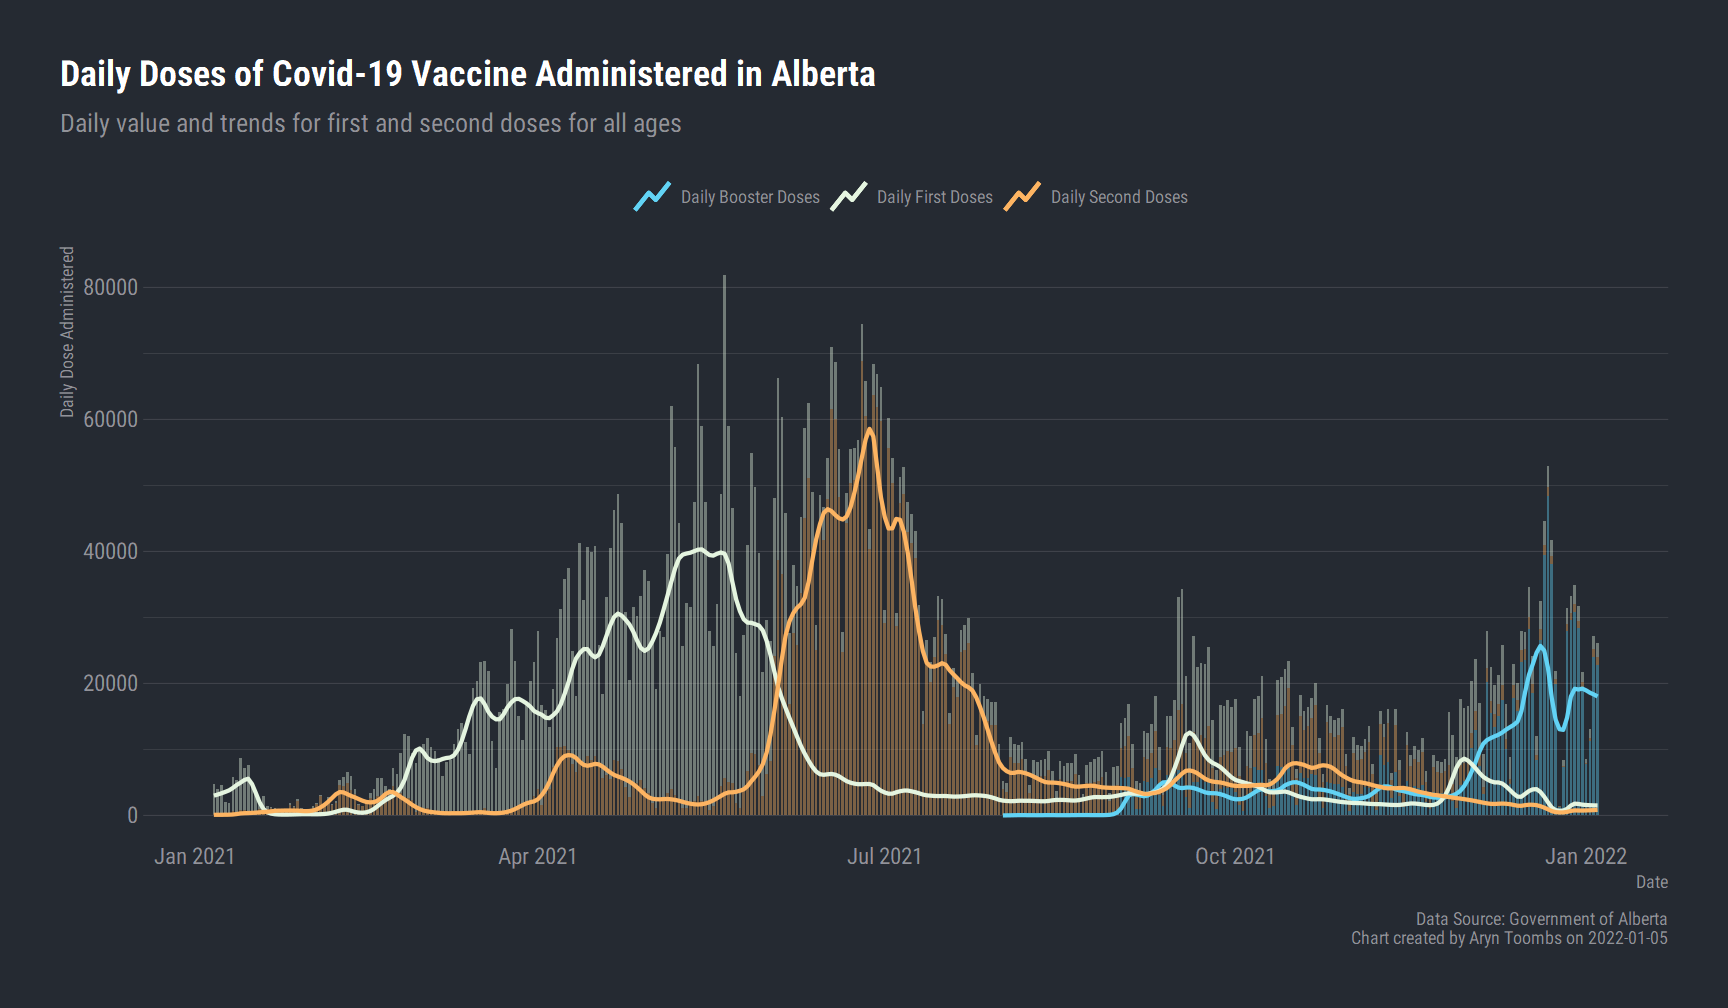 Daily Doses of Covid-19 Vaccine Administered in Alberta
Daily value and trends for first and second doses for all ages
Daily Booster Doses
Daily First Doses
Daily Second Doses
Daily Dose Administered
80000
60000
40000
20000
0
Jan 2021
Apr 2021
Jul 2021
Oct 2021
Jan 2022
Date
Data Source: Government of Alberta
Chart created by Aryn Toombs on 2022-01-05